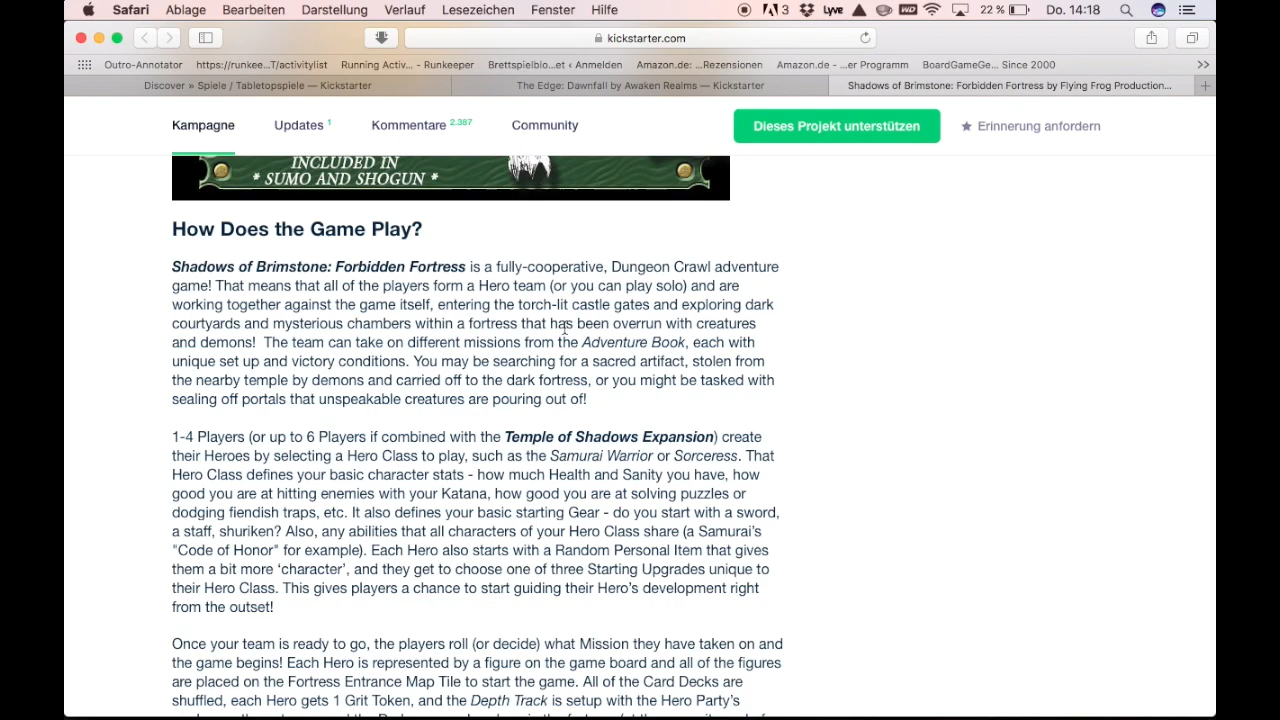 Safari Ablage Bearbeiten Darstellung Verlauf Lesezeichen Fenster Hilfe 3 Lyve WD 22 % Do. 14:18
kickstarter.com
Outro-Annotator https://runkee...T/activitylist Running Activ... - Runkeeper Brettspielblo...et ‹ Anmelden Amazon.de: ...Rezensionen Amazon.de - ...er Programm BoardGameGe... Since 2000 >>
Discover » Spiele / Tabletopspiele — Kickstarter The Edge: Dawnfall by Awaken Realms — Kickstarter Shadows of Brimstone: Forbidden Fortress by Flying Frog Production...
Kampagne Updates 1 Kommentare 2.387 Community Dieses Projekt unterstützen Erinnerung anfordern
INCLUDED IN
* SUMO AND SHOGUN *
How Does the Game Play?
Shadows of Brimstone: Forbidden Fortress is a fully-cooperative, Dungeon Crawl adventure
game! That means that all of the players form a Hero team (or you can play solo) and are
working together against the game itself, entering the torch-lit castle gates and exploring dark
courtyards and mysterious chambers within a fortress that has been overrun with creatures
and demons! The team can take on different missions from the Adventure Book, each with
unique set up and victory conditions. You may be searching for a sacred artifact, stolen from
the nearby temple by demons and carried off to the dark fortress, or you might be tasked with
sealing off portals that unspeakable creatures are pouring out of!
1-4 Players (or up to 6 Players if combined with the Temple of Shadows Expansion) create
their Heroes by selecting a Hero Class to play, such as the Samurai Warrior or Sorceress. That
Hero Class defines your basic character stats - how much Health and Sanity you have, how
good you are at hitting enemies with your Katana, how good you are at solving puzzles or
dodging fiendish traps, etc. It also defines your basic starting Gear - do you start with a sword,
a staff, shuriken? Also, any abilities that all characters of your Hero Class share (a Samurai's
"Code of Honor" for example). Each Hero also starts with a Random Personal Item that gives
them a bit more 'character', and they get to choose one of three Starting Upgrades unique to
their Hero Class. This gives players a chance to start guiding their Hero's development right
from the outset!
Once your team is ready to go, the players roll (or decide) what Mission they have taken on and
the game begins! Each Hero is represented by a figure on the game board and all of the figures
are placed on the Fortress Entrance Map Tile to start the game. All of the Card Decks are
shuffled, each Hero gets 1 Grit Token, and the Depth Track is setup with the Hero Party's